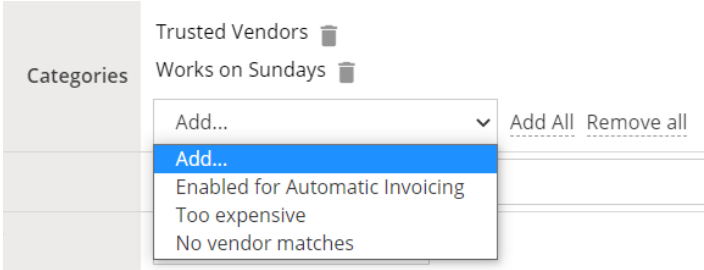 Trusted Vendors
Categories
Works on Sundays
Add...
Add All
Remove all
Add...
Enabled for Automatic Invoicing
Too expensive
No vendor matches